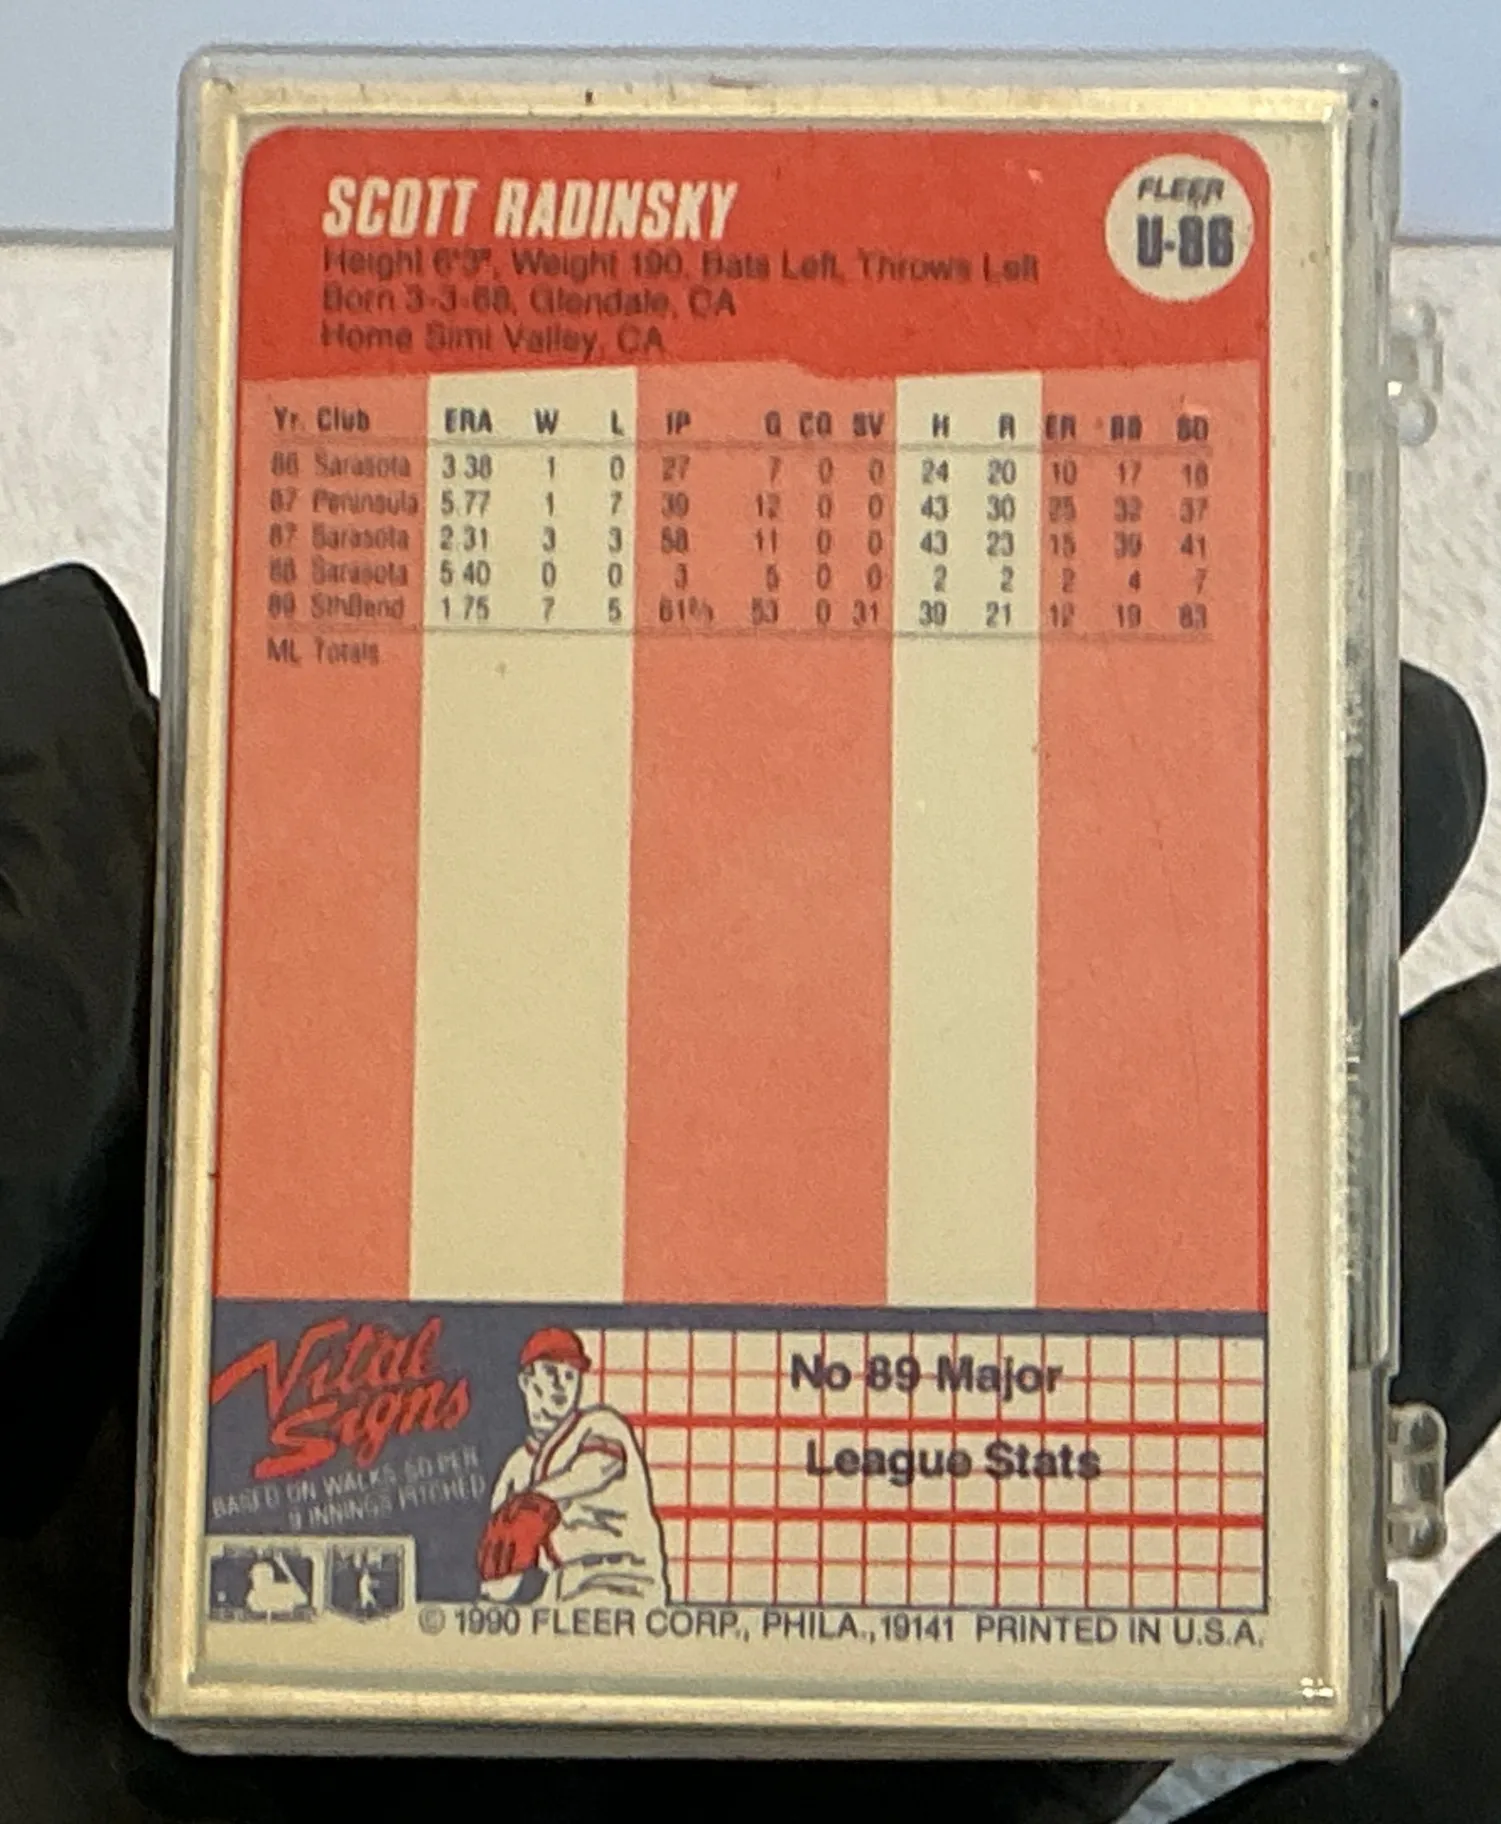 SCOTT RADINSKY
FLEER
U-86
Height 6'3", Weight 190, Bats Left, Throws Left
Born 3-3-68, Glendale, CA
Home Simi Valley, CA
Yr. Club ERA W L IP G CG SV H R ER BB SO
86 Sarasota 3.38 1 0 27 7 0 0 24 20 10 17 18
87 Peninsula 5.77 1 7 39 12 0 0 43 30 25 32 37
87 Sarasota 2.31 3 3 58 11 0 0 43 23 15 39 41
88 Sarasota 5.40 0 0 3 5 0 0 2 2 2 4 7
89 SthBend 1.75 7 5 61⅔ 53 0 31 39 21 12 19 83
ML Totals
Vital
Signs
BASED ON WALKS, SO PER
9 INNINGS PITCHED
No 89 Major
League Stats
© 1990 FLEER CORP., PHILA., 19141 PRINTED IN U.S.A.